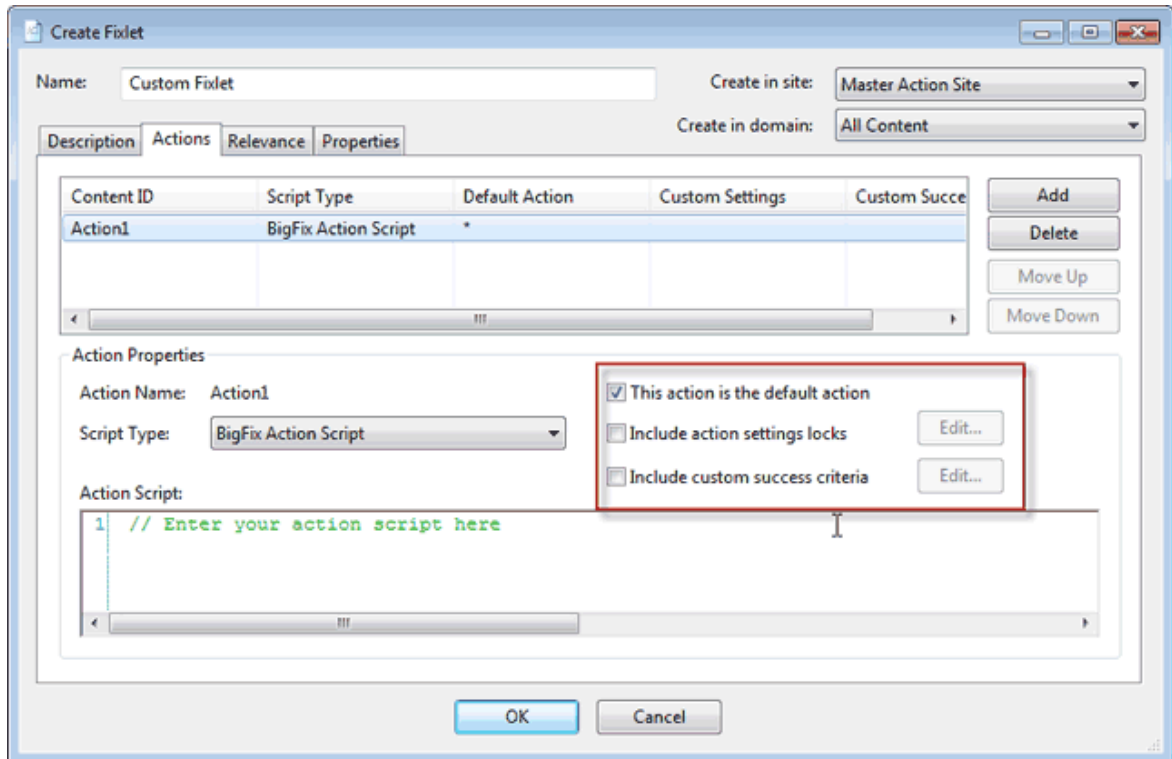 Create Fixlet
Name: Custom Fixlet Create in site: Master Action Site
Create in domain: All Content
Description Actions Relevance Properties
Content ID Script Type Default Action Custom Settings Custom Succe
Action1 BigFix Action Script *
Add
Delete
Move Up
Move Down
Action Properties
Action Name: Action1
Script Type: BigFix Action Script
This action is the default action
Include action settings locks Edit...
Include custom success criteria Edit...
Action Script:
1 // Enter your action script here
OK Cancel